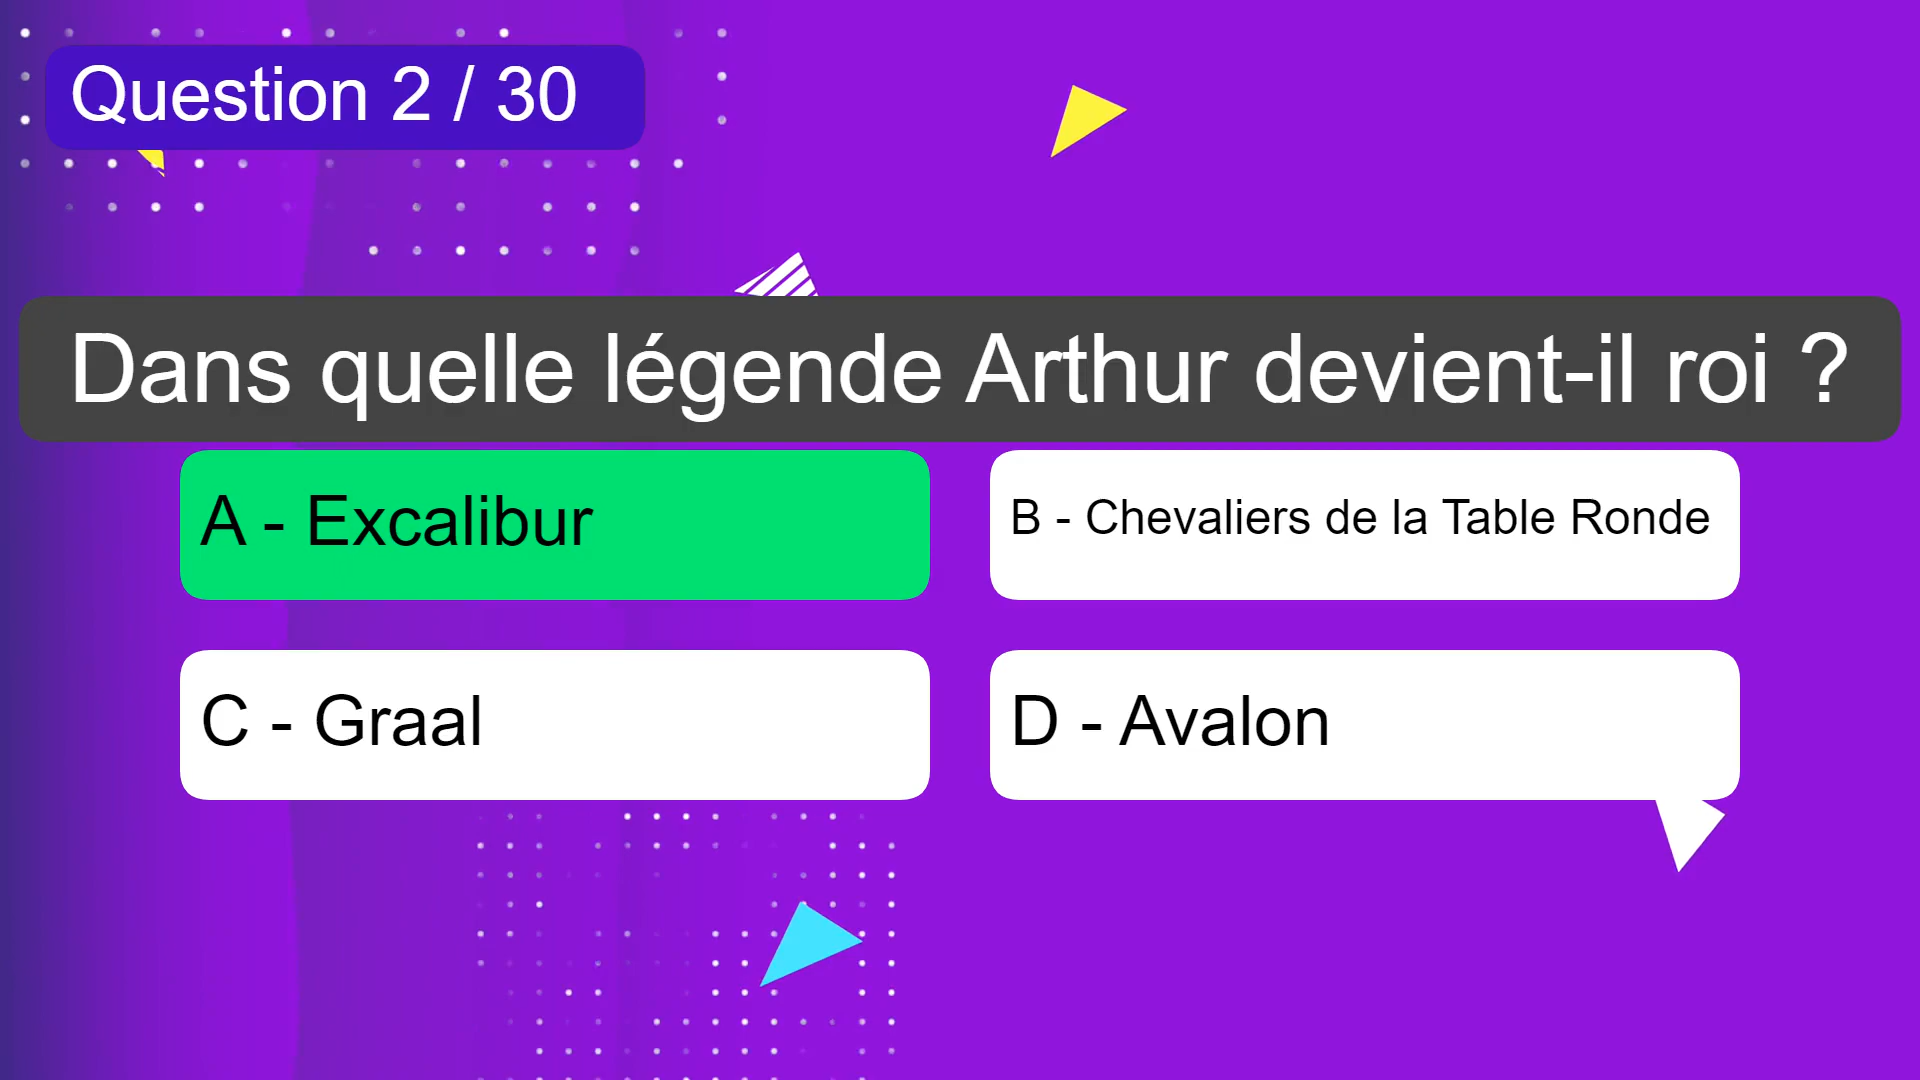 Question 2 / 30
Dans quelle légende Arthur devient-il roi ?
A - Excalibur
B - Chevaliers de la Table Ronde
C - Graal
D - Avalon